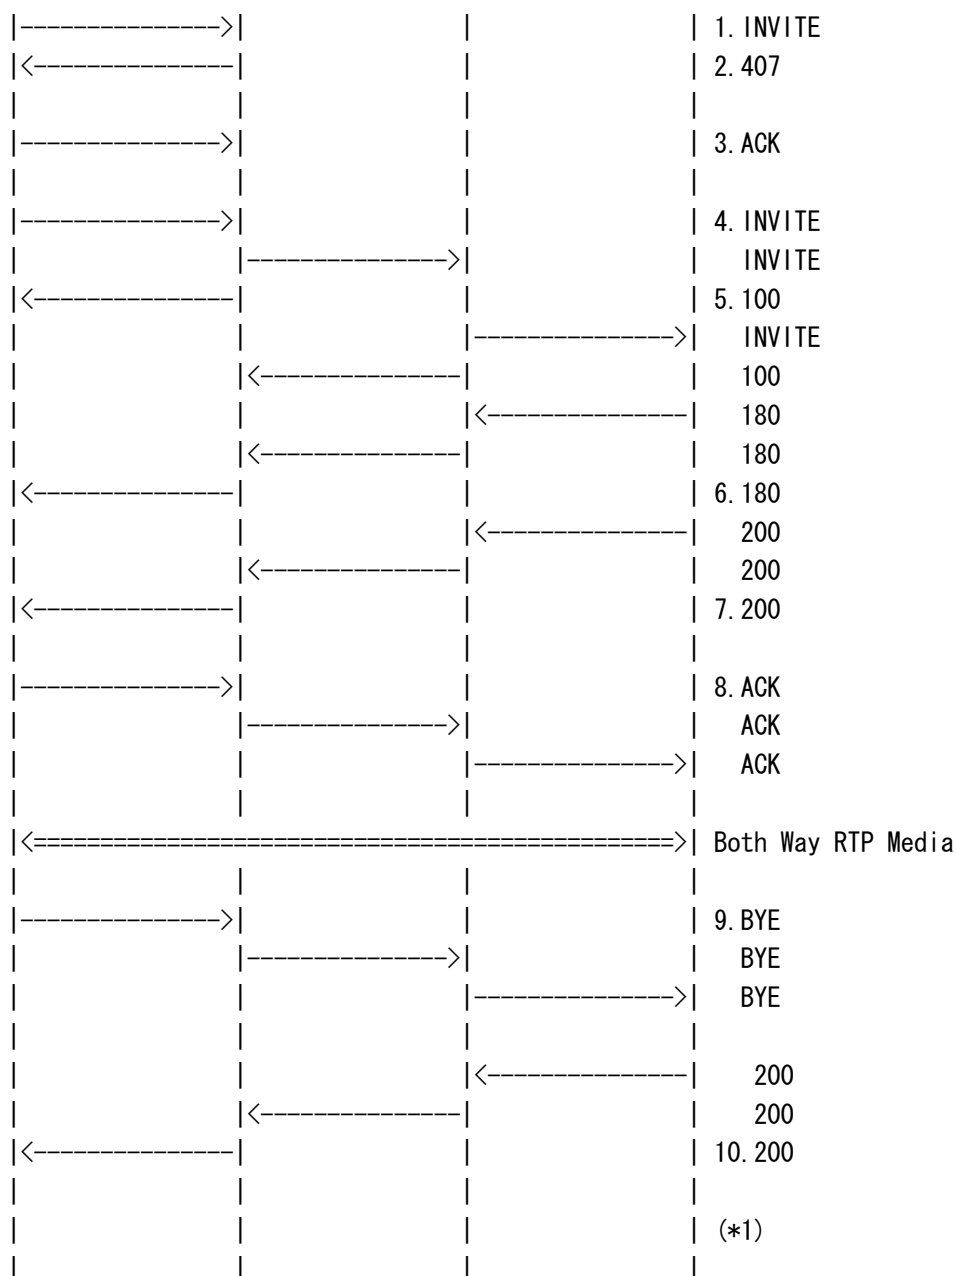 |--------------->|                |                | 1. INVITE
|<---------------|                |                | 2. 407
|                |                |                |
|--------------->|                |                | 3. ACK
|                |                |                |
|--------------->|                |                | 4. INVITE
|                |--------------->|                |   INVITE
|<---------------|                |                | 5. 100
|                |                |--------------->|   INVITE
|                |<---------------|                |   100
|                |                |<---------------|   180
|                |<---------------|                |   180
|<---------------|                |                | 6. 180
|                |                |<---------------|   200
|                |<---------------|                |   200
|<---------------|                |                | 7. 200
|                |                |                |
|--------------->|                |                | 8. ACK
|                |--------------->|                |   ACK
|                |                |--------------->|   ACK
|                |                |                |
|<================================================>| Both Way RTP Media
|                |                |                |
|--------------->|                |                | 9. BYE
|                |--------------->|                |   BYE
|                |                |--------------->|   BYE
|                |                |                |
|                |                |<---------------|    200
|                |<---------------|                |    200
|<---------------|                |                | 10. 200
|                |                |                |
|                |                |                | (*1)
|                |                |                |